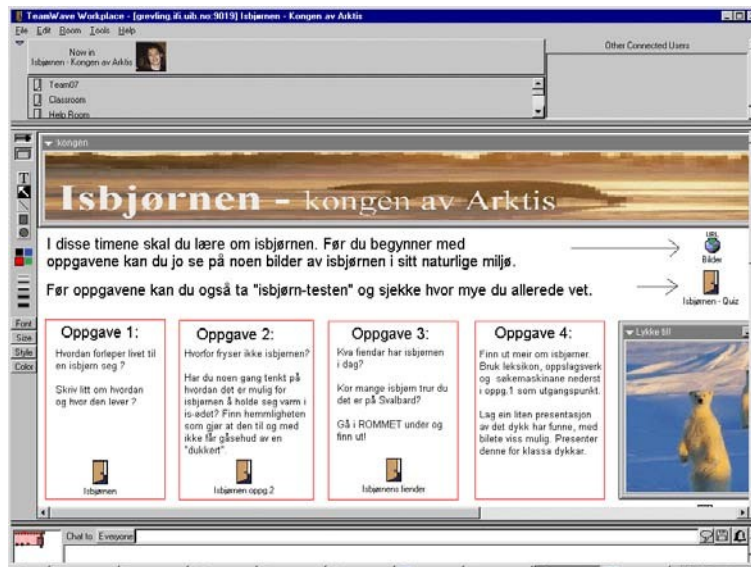 TeamWave Workplace - [grevling.ifi.uib.no:9019] Isbjørnen - Kongen av Arktis
File Edit Room Tools Help
Now in
Isbjørnen - Kongen av Arktis
Other Connected Users
Team07
Classroom
Help Room
kongen
Isbjørnen - kongen av Arktis
I disse timene skal du lære om isbjørnen. Før du begynner med
oppgavene kan du jo se på noen bilder av isbjørnen i sitt naturlige miljø.
URL
Bilder
Før oppgavene kan du også ta "isbjørn-testen" og sjekke hvor mye du allerede vet.
Isbjørnen - Quiz
Font
Size
Style
Color
Oppgave 1:
Hvordan forløper livet til
en isbjørn seg ?
Skriv litt om hvordan
og hvor den lever ?
Isbjørnen
Oppgave 2:
Hvorfor fryser ikke isbjørnen?
Har du noen gang tenkt på
hvordan det er mulig for
isbjørnen å holde seg varm i
is-ødet? Finn hemmligheten
som gjør at den til og med
ikke får gåsehud av en
"dukkert".
Isbjørnen oppg.2
Oppgave 3:
Kva fiendar har isbjørnen
i dag?
Kor mange isbjørn trur du
det er på Svalbard?
Gå i ROMMET under og
finn ut!
Isbjørnens fiender
Oppgave 4:
Finn ut meir om isbjørner.
Bruk leksikon, oppslagsverk
og søkemaskinane nederst
i oppg.1 som utgangspunkt.
Lag ein liten presentasjon
av det dykk har funne, med
bilete viss mulig. Presenter
denne for klassa dykkar.
Lykke till
Chat to Everyone